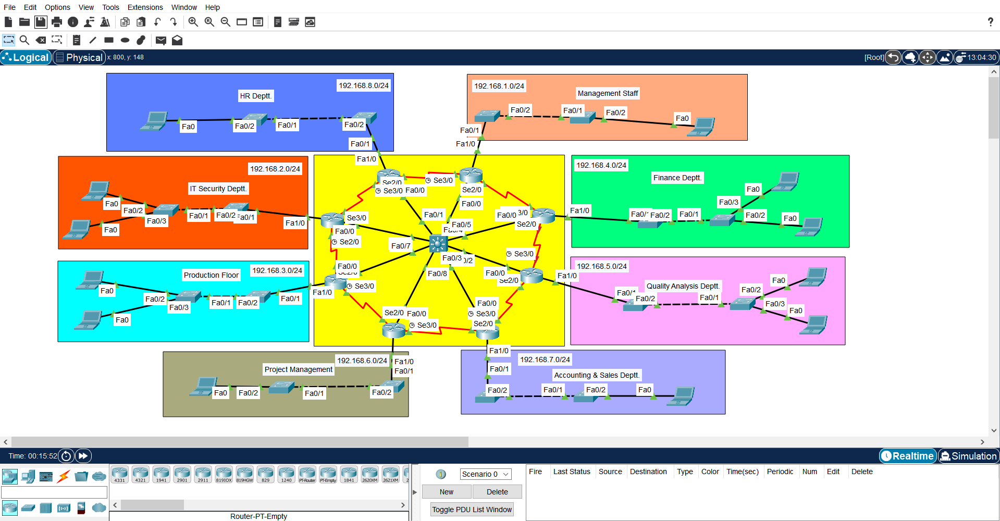 File Edit Options View Tools Extensions Window Help
?
Logical Physical x: 800, y: 148 [Root] 13:04:30
192.168.8.0/24
HR Deptt.
Fa0
Fa0/2
Fa0/1
Fa0/2
Fa0/1
Fa1/0
192.168.1.0/24
Management Staff
Fa0/2
Fa0/1
Fa0/2
Fa0
Fa0/1
Fa1/0
192.168.2.0/24
IT Security Deptt.
Fa0
Fa0/2
Fa0/3
Fa0
Fa0/1
Fa0/2
Fa0/1
Fa1/0
Se2/0
Se3/0
Fa0/0
Se3/0
Se2/0
Fa0/0
Se3/0
Fa0/0
Se2/0
Fa0/1
Fa0/5
Fa0/7
Fa0/3
Fa0/8
Fa0/0
Se2/0
Se3/0
Fa0/0
Se2/0
Fa0/0
Se2/0
Se3/0
Se2/0
Fa0/0
Se3/0
Fa0/0
Se3/0
Se2/0
192.168.4.0/24
Finance Deptt.
Fa1/0
Fa0/2
Fa0/1
Fa0/3
Fa0
Fa0/2
Fa0
192.168.3.0/24
Production Floor
Fa0
Fa0/2
Fa0/3
Fa0
Fa0/1
Fa0/2
Fa0/1
Fa1/0
192.168.5.0/24
Quality Analysis Deptt.
Fa1/0
Fa0/1
Fa0/2
Fa0/1
Fa0/2
Fa0
Fa0/3
Fa0
192.168.6.0/24
Project Management
Fa1/0
Fa0/1
Fa0
Fa0/2
Fa0/1
Fa0/2
192.168.7.0/24
Accounting & Sales Deptt.
Fa1/0
Fa0/1
Fa0/2
Fa0/1
Fa0/2
Fa0
Time: 00:15:52 Realtime Simulation
4331 4321 1941 2901 2911 819IOX 819HGW 829 1240 PT-Router PT-Empty 1841 2620XM 2621XM
Router-PT-Empty
Scenario 0
New Delete
Toggle PDU List Window
Fire Last Status Source Destination Type Color Time(sec) Periodic Num Edit Delete